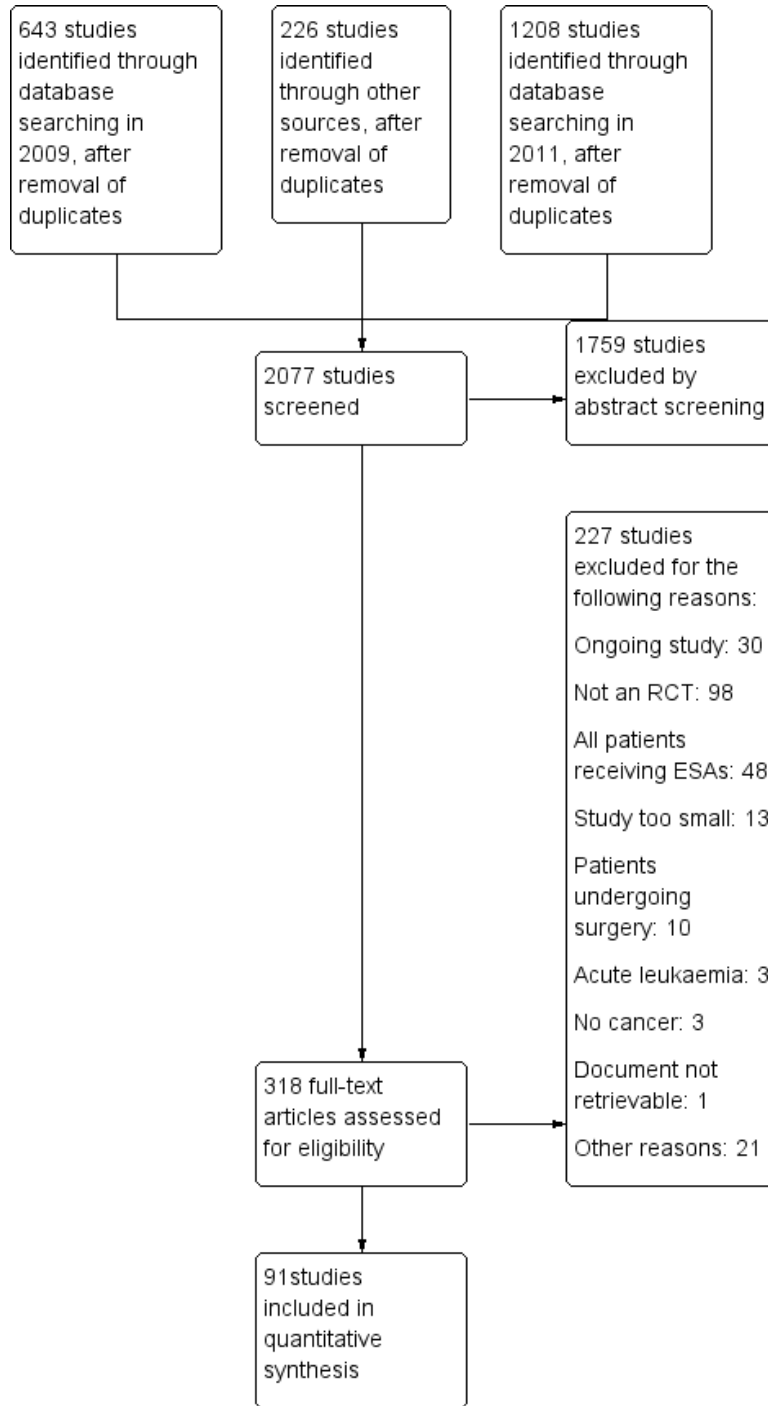 643 studies
identified through
database
searching in
2009, after
removal of
duplicates
226 studies
identified
through other
sources, after
removal of
duplicates
1208 studies
identified through
database
searching in
2011, after
removal of
duplicates
2077 studies
screened
1759 studies
excluded by
abstract screening
227 studies
excluded for the
following reasons:
Ongoing study: 30
Not an RCT: 98
All patients
receiving ESAs: 48
Study too small: 13
Patients
undergoing
surgery: 10
Acute leukaemia: 3
No cancer: 3
Document not
retrievable: 1
Other reasons: 21
318 full-text
articles assessed
for eligibility
91studies
included in
quantitative
synthesis